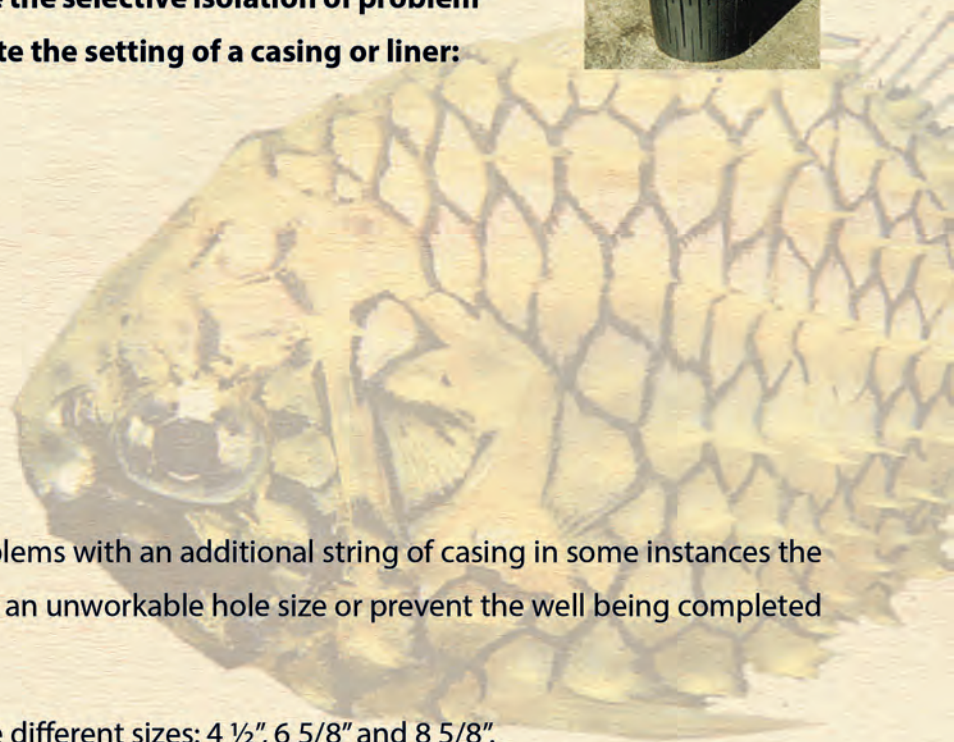 the selective isolation of problem
te the setting of a casing or liner:
blems with an additional string of casing in some instances the
an unworkable hole size or prevent the well being completed
different sizes: 4 ½”, 6 5/8” and 8 5/8”.